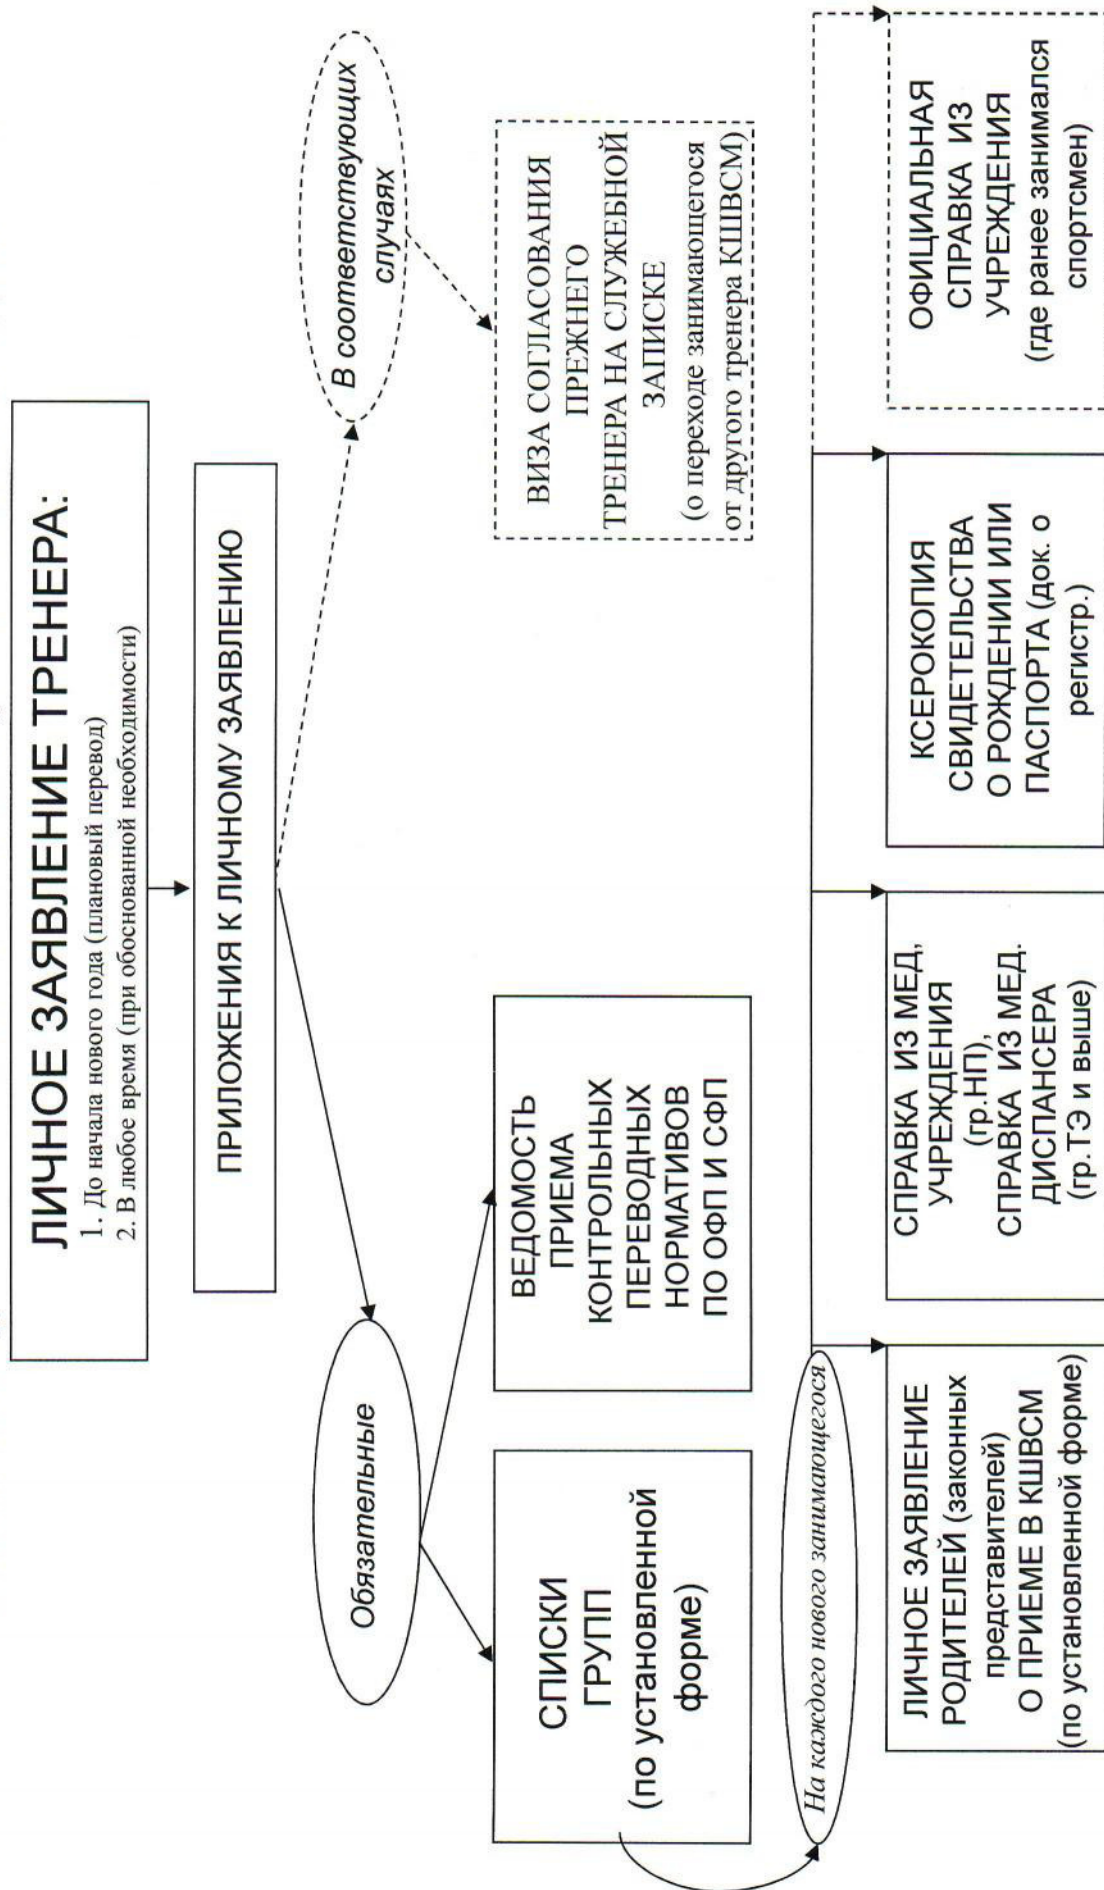 ЛИЧНОЕ ЗАЯВЛЕНИЕ ТРЕНЕРА:
1. До начала нового года (плановый перевод)
2. В любое время (при обоснованной необходимости)
ПРИЛОЖЕНИЯ К ЛИЧНОМУ ЗАЯВЛЕНИЮ
Обязательные
В соответствующих
случаях
СПИСКИ
ГРУПП
(по установленной
форме)
ВЕДОМОСТЬ
ПРИЕМА
КОНТРОЛЬНЫХ
ПЕРЕВОДНЫХ
НОРМАТИВОВ
ПО ОФП И СФП
ВИЗА СОГЛАСОВАНИЯ
ПРЕЖНЕГО
ТРЕНЕРА НА СЛУЖЕБНОЙ
ЗАПИСКЕ
(о переходе занимающегося
от другого тренера КШВСМ)
На каждого нового занимающегося
ЛИЧНОЕ ЗАЯВЛЕНИЕ
РОДИТЕЛЕЙ (законных
представителей)
О ПРИЕМЕ В КШВСМ
(по установленной форме)
СПРАВКА ИЗ МЕД.
УЧРЕЖДЕНИЯ
(гр.НП),
СПРАВКА ИЗ МЕД.
ДИСПАНСЕРА
(гр.ТЭ и выше)
КСЕРОКОПИЯ
СВИДЕТЕЛЬСТВА
О РОЖДЕНИИ ИЛИ
ПАСПОРТА (док. о
регистр.)
ОФИЦИАЛЬНАЯ
СПРАВКА ИЗ
УЧРЕЖДЕНИЯ
(где ранее занимался
спортсмен)